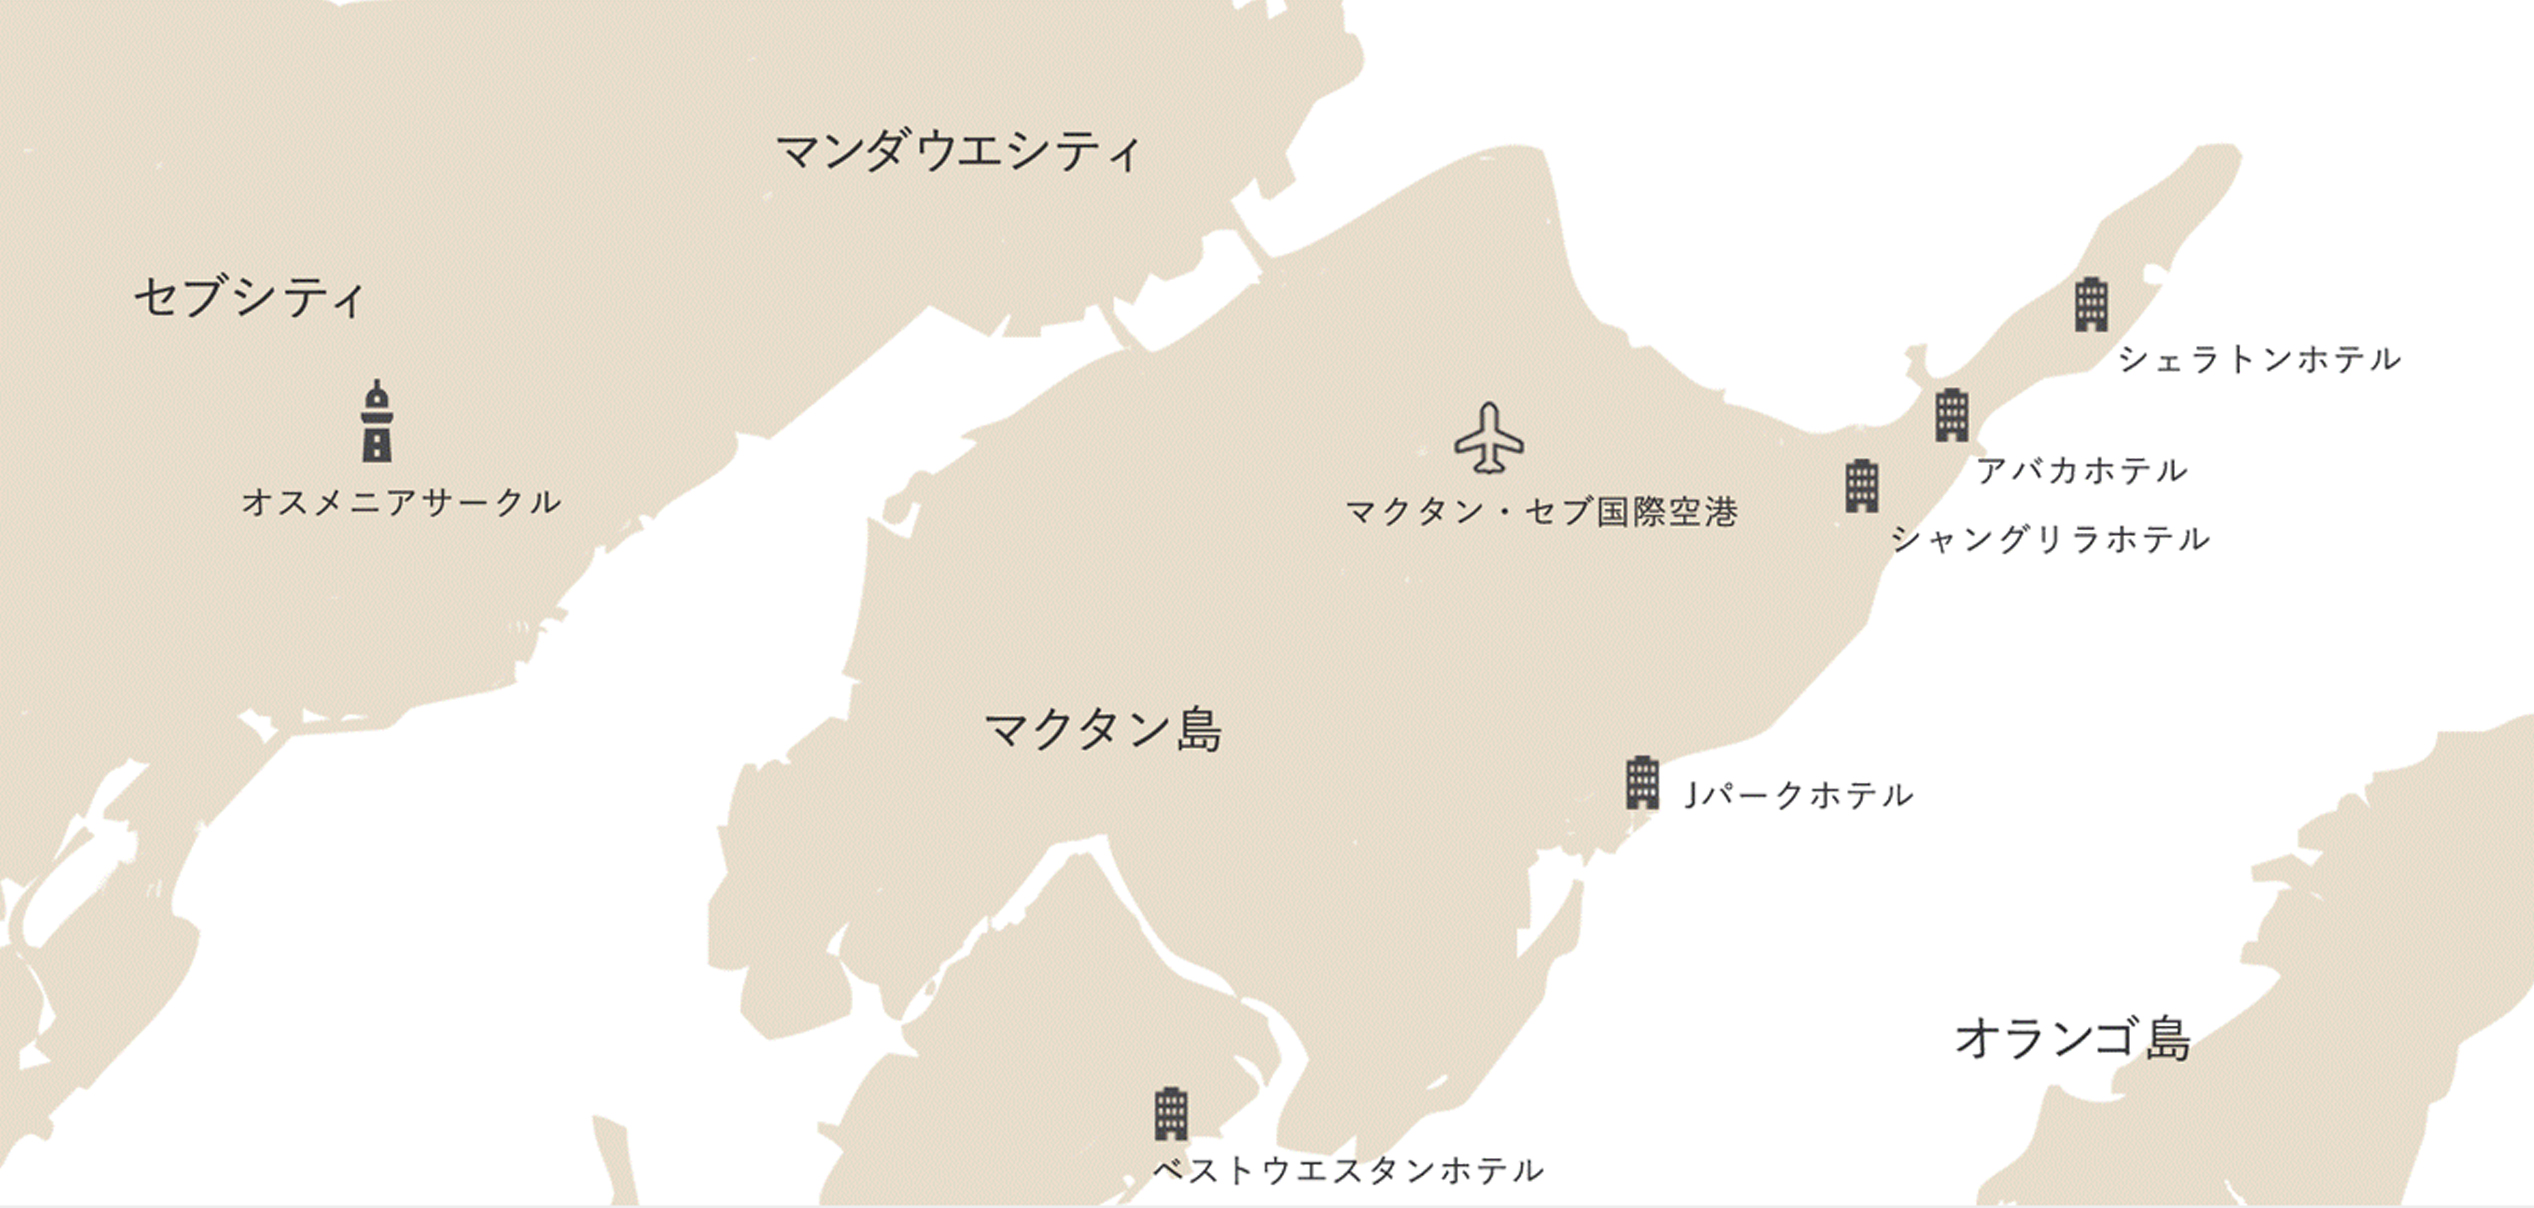 マンダウエシティ
セブシティ
シェラトンホテル
アバカホテル
オスメニアサークル
マクタン・セブ国際空港
シャングリラホテル
マクタン島
Jパークホテル
オランゴ島
ベストウエスタンホテル